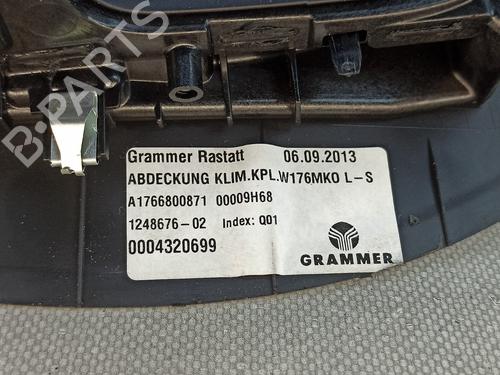 B-PARTS
Grammer Rastatt 06.09.2013
ABDECKUNG KLIM.KPL.W176MKO L-S
A1766800871 00009H68
1248676-02 Index: Q01
0004320699
GRAMMER